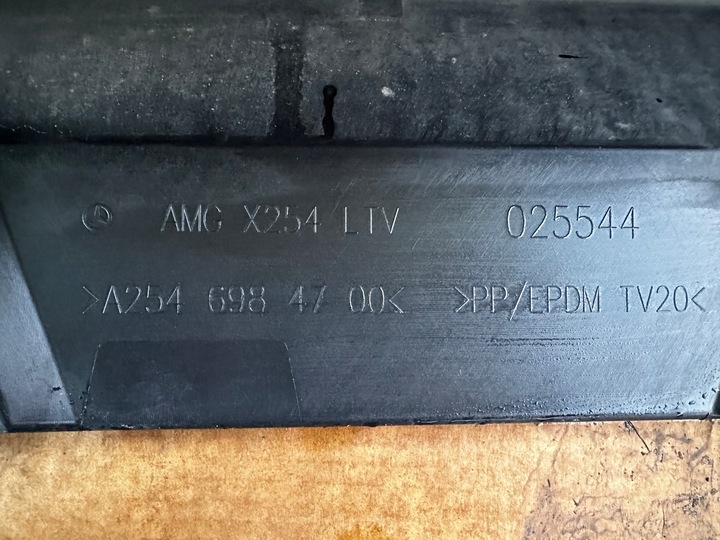 AMG X254 LTV 025544
>A254 698 47 00< >PP/EPDM TV20<